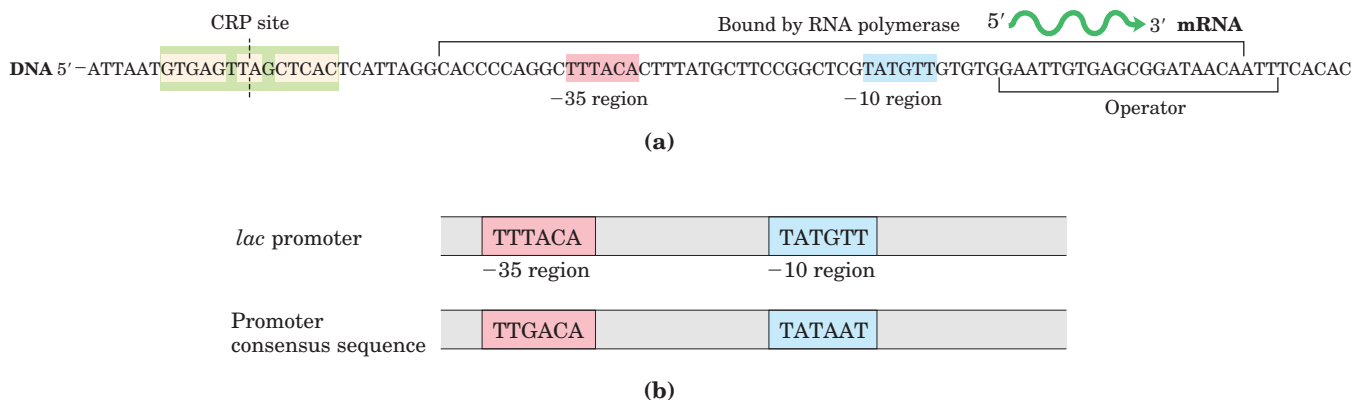 CRP site
Bound by RNA polymerase 5′ 3′ mRNA
DNA 5′ –ATTAATGTGAGTTAGCTCACTCATTAGGCACCCCAGGCTTTACACTTTATGCTTCCGGCTCGTATGTTGTGTGGAATTGTGAGCGGATAACAATTTCACAC
−35 region −10 region Operator
(a)
lac promoter TTTACA TATGTT
−35 region −10 region
Promoter
consensus sequence TTGACA TATAAT
(b)